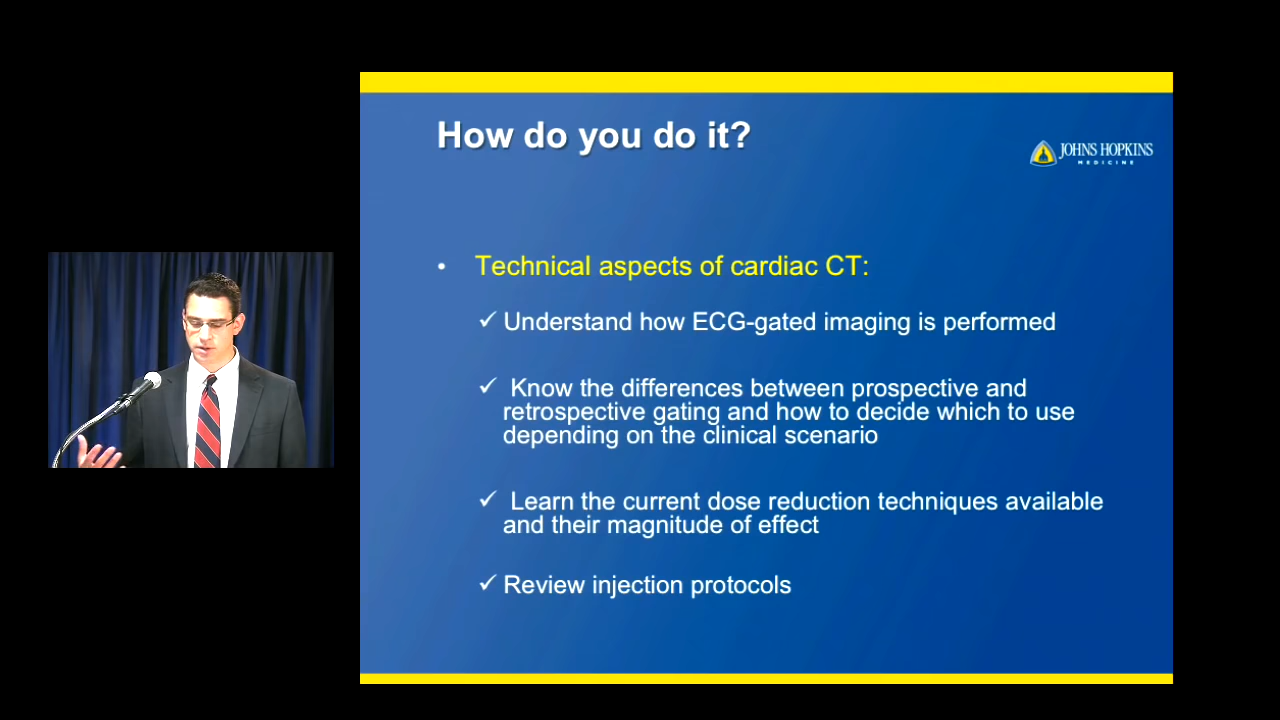 How do you do it?
JOHNS HOPKINS
MEDICINE
• Technical aspects of cardiac CT:
✓ Understand how ECG-gated imaging is performed
✓ Know the differences between prospective and
retrospective gating and how to decide which to use
depending on the clinical scenario
✓ Learn the current dose reduction techniques available
and their magnitude of effect
✓ Review injection protocols